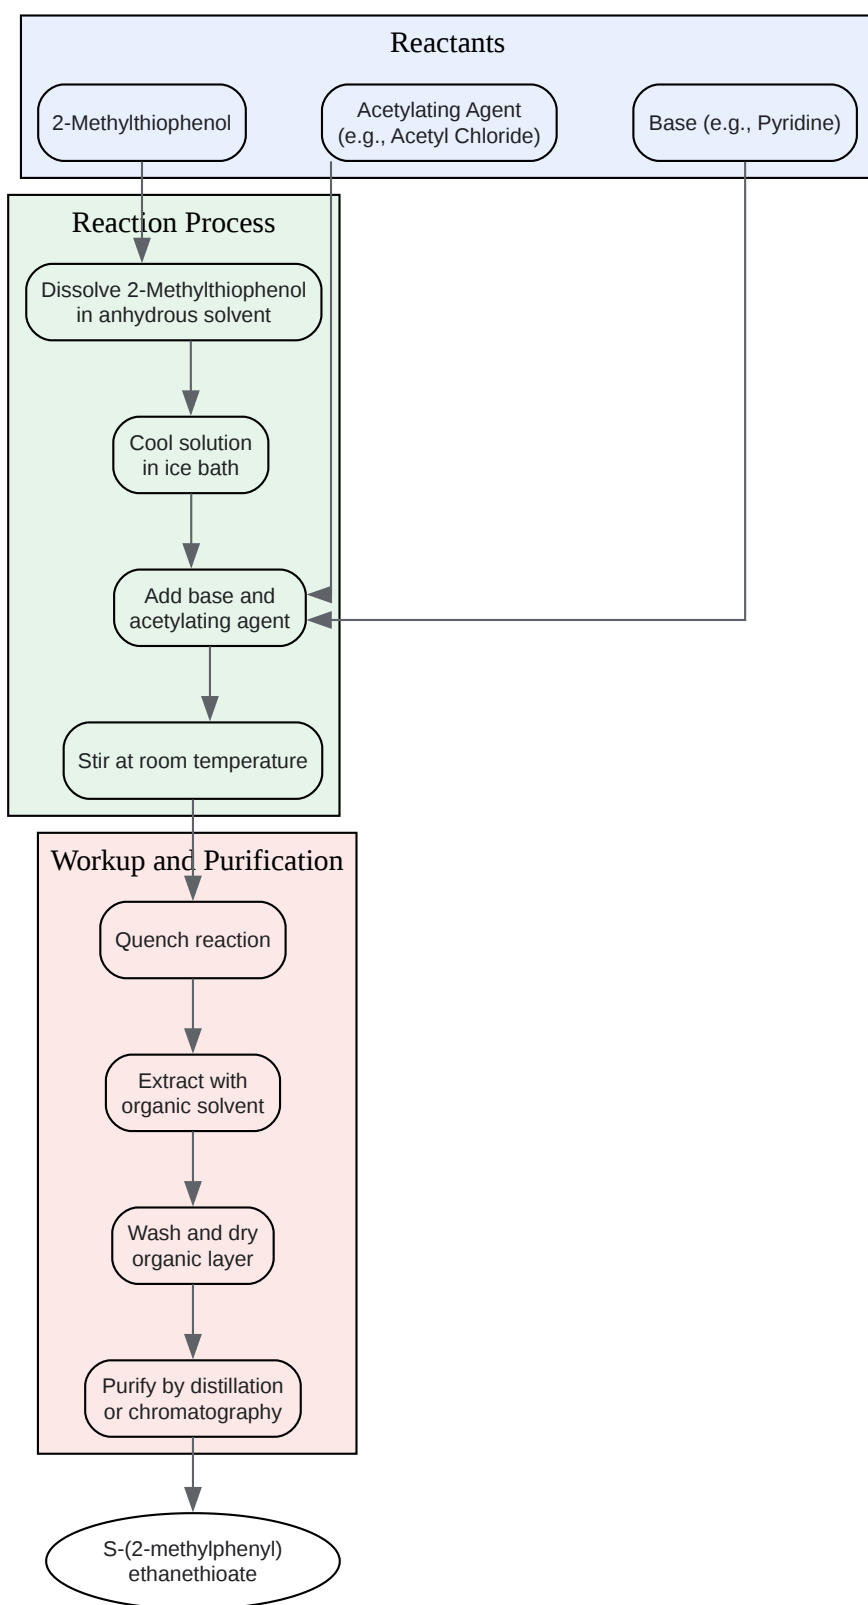 Reactants
2-Methylthiophenol
Acetylating Agent
(e.g., Acetyl Chloride)
Base (e.g., Pyridine)
Reaction Process
Dissolve 2-Methylthiophenol
in anhydrous solvent
Cool solution
in ice bath
Add base and
acetylating agent
Stir at room temperature
Workup and Purification
Quench reaction
Extract with
organic solvent
Wash and dry
organic layer
Purify by distillation
or chromatography
S-(2-methylphenyl)
ethanethioate